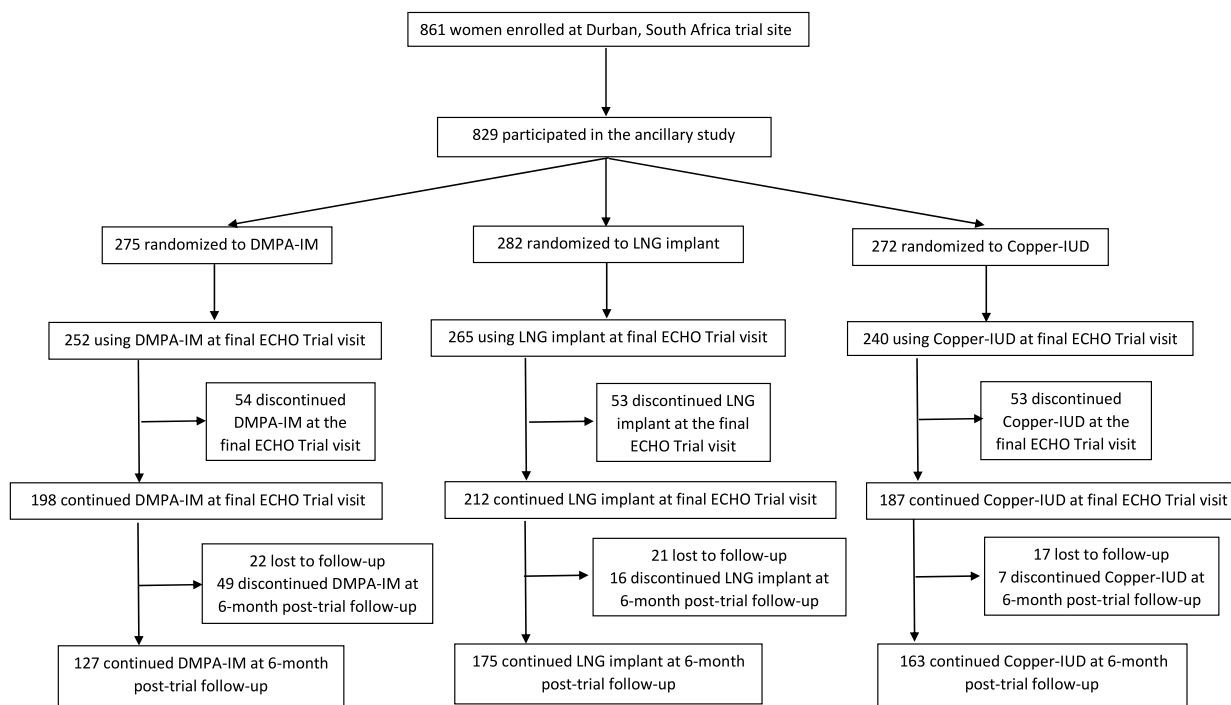 861 women enrolled at Durban, South Africa trial site
829 participated in the ancillary study
275 randomized to DMPA-IM
282 randomized to LNG implant
272 randomized to Copper-IUD
252 using DMPA-IM at final ECHO Trial visit
265 using LNG implant at final ECHO Trial visit
240 using Copper-IUD at final ECHO Trial visit
54 discontinued
DMPA-IM at the
final ECHO Trial visit
53 discontinued LNG
implant at the final
ECHO Trial visit
53 discontinued
Copper-IUD at the
final ECHO Trial visit
198 continued DMPA-IM at final ECHO Trial visit
212 continued LNG implant at final ECHO Trial visit
187 continued Copper-IUD at final ECHO Trial visit
22 lost to follow-up
49 discontinued DMPA-IM at
6-month post-trial follow-up
21 lost to follow-up
16 discontinued LNG implant at
6-month post-trial follow-up
17 lost to follow-up
7 discontinued Copper-IUD at
6-month post-trial follow-up
127 continued DMPA-IM at 6-month
post-trial follow-up
175 continued LNG implant at 6-month
post-trial follow-up
163 continued Copper-IUD at 6-month
post-trial follow-up